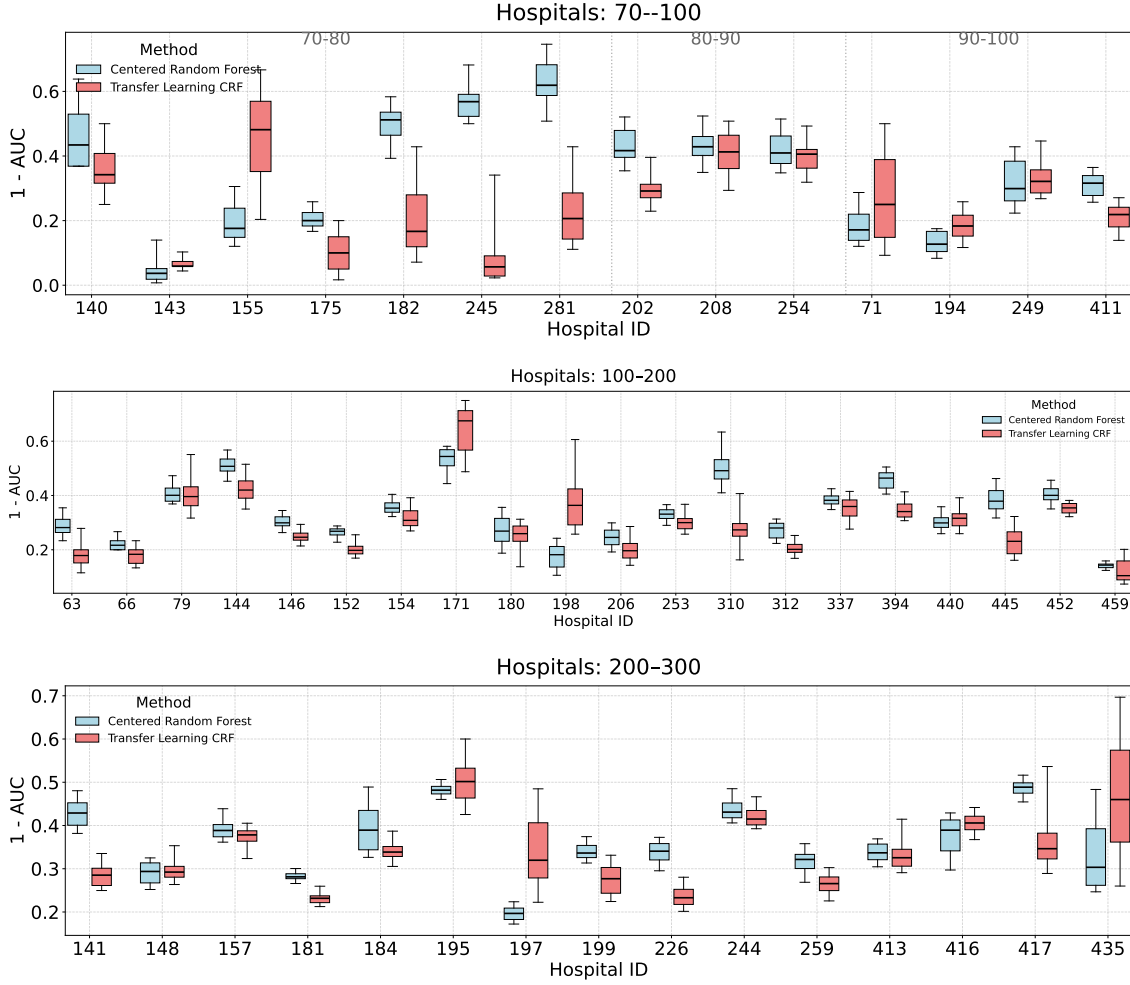 Hospitals: 70--100
70-80
80-90
90-100
Method
Centered Random Forest
Transfer Learning CRF
1 - AUC
0.6
0.4
0.2
0.0
140 143 155 175 182 245 281 202 208 254 71 194 249 411
Hospital ID
Hospitals: 100–200
Method
Centered Random Forest
Transfer Learning CRF
1 - AUC
0.6
0.4
0.2
63 66 79 144 146 152 154 171 180 198 206 253 310 312 337 394 440 445 452 459
Hospital ID
Hospitals: 200–300
Method
Centered Random Forest
Transfer Learning CRF
1 - AUC
0.7
0.6
0.5
0.4
0.3
0.2
141 148 157 181 184 195 197 199 226 244 259 413 416 417 435
Hospital ID